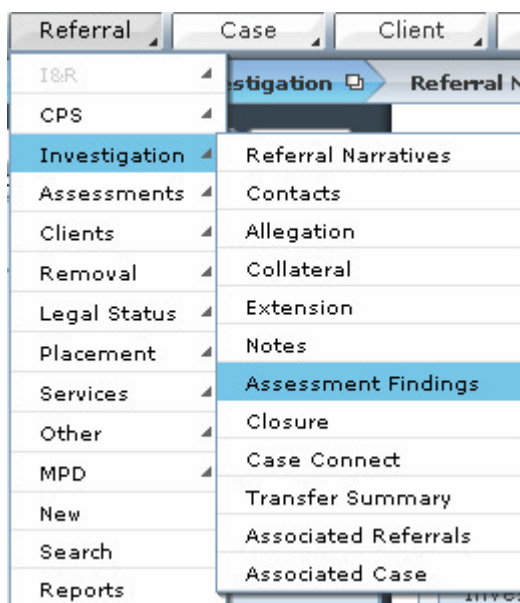 Referral Case Client
I&R
stigation Referral N
CPS
Investigation
Assessments
Clients
Removal
Legal Status
Placement
Services
Other
MPD
New
Search
Reports
Referral Narratives
Contacts
Allegation
Collateral
Extension
Notes
Assessment Findings
Closure
Case Connect
Transfer Summary
Associated Referrals
Associated Case